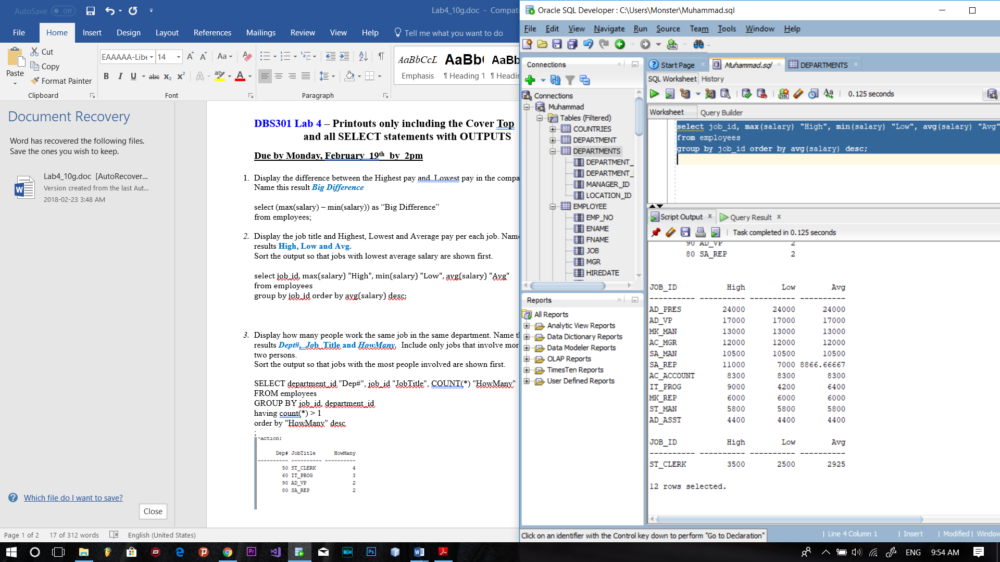 AutoSave
Off
Lab4_10g.doc - Compati
File Home Insert Design Layout References Mailings Review View Help Tell me what you want to do
Paste
Cut
Copy
Format Painter
Clipboard
EAAAAA-Libe 14
Font
Paragraph
AaBbCcL AaBb( AaBb
Emphasis ¶ Heading 1 ¶ Headin
Document Recovery
Word has recovered the following files.
Save the ones you wish to keep.
Lab4_10g.doc [AutoRecover...
Version created from the last Aut...
2018-02-23 3:48 AM
Which file do I want to save?
Close
DBS301 Lab 4 – Printouts only including the Cover Top
and all SELECT statements with OUTPUTS
Due by Monday, February 19th by 2pm
1. Display the difference between the Highest pay and Lowest pay in the compa
Name this result Big Difference
select (max(salary) – min(salary)) as “Big Difference”
from employees;
2. Display the job title and Highest, Lowest and Average pay per each job. Name
results High, Low and Avg.
Sort the output so that jobs with lowest average salary are shown first.
select job_id, max(salary) "High", min(salary) "Low", avg(salary) "Avg"
from employees
group by job_id order by avg(salary) desc;
3. Display how many people work the same job in the same department. Name t
results Dept#, Job_Title and HowMany. Include only jobs that involve mor
two persons.
Sort the output so that jobs with the most people involved are shown first.
SELECT department_id "Dep#", job_id "JobTitle", COUNT(*) "HowMany"
FROM employees
GROUP BY job_id, department_id
having count(*) > 1
order by "HowMany" desc
;
*Action:
Dep# JobTitle HowMany
---------- ---------- ----------
50 ST_CLERK 4
60 IT_PROG 3
90 AD_VP 2
80 SA_REP 2
Page 1 of 2 17 of 312 words English (United States)
Oracle SQL Developer : C:\Users\Monster\Muhammad.sql
File Edit View Navigate Run Source Team Tools Window Help
Connections
Connections
Muhammad
Tables (Filtered)
COUNTRIES
DEPARTMENT
DEPARTMENTS
DEPARTMENT_
DEPARTMENT_
MANAGER_ID
LOCATION_ID
EMPLOYEE
EMP_NO
ENAME
FNAME
JOB
MGR
HIREDATE
Reports
All Reports
Analytic View Reports
Data Dictionary Reports
Data Modeler Reports
OLAP Reports
TimesTen Reports
User Defined Reports
Start Page Muhammad.sql DEPARTMENTS
SQL Worksheet History
0.125 seconds
Worksheet Query Builder
select job_id, max(salary) "High", min(salary) "Low", avg(salary) "Avg"
from employees
group by job_id order by avg(salary) desc;
Script Output Query Result
Task completed in 0.125 seconds
90 AD_VP 2
80 SA_REP 2
JOB_ID High Low Avg
---------- ---------- ---------- ----------
AD_PRES 24000 24000 24000
AD_VP 17000 17000 17000
MK_MAN 13000 13000 13000
AC_MGR 12000 12000 12000
SA_MAN 10500 10500 10500
SA_REP 11000 7000 8866.66667
AC_ACCOUNT 8300 8300 8300
IT_PROG 9000 4200 6400
MK_REP 6000 6000 6000
ST_MAN 5800 5800 5800
AD_ASST 4400 4400 4400
JOB_ID High Low Avg
---------- ---------- ---------- ----------
ST_CLERK 3500 2500 2925
12 rows selected.
Click on an identifier with the Control key down to perform "Go to Declaration"
Line 4 Column 1 Insert Modified Window
ENG 9:54 AM